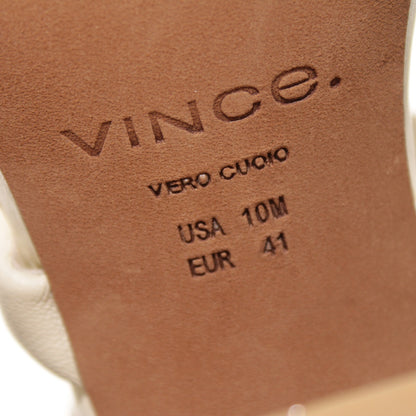 VINCE.
VERO CUOIO
USA 10M
EUR 41